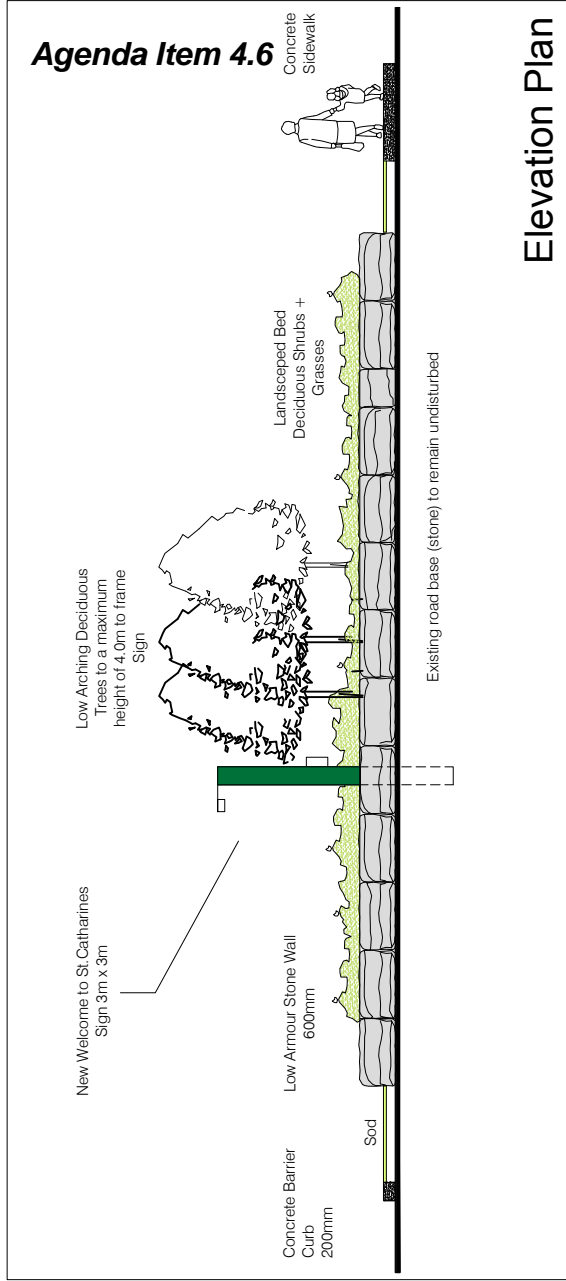 Agenda Item 4.6
Concrete
Sidewalk
Landsceped Bed
Deciduous Shrubs +
Grasses
Low Arching Deciduous
Trees to a maximum
height of 4.0m to frame
Sign
New Welcome to St.Catharines
Sign 3m x 3m
Low Armour Stone Wall
600mm
Concrete Barrier
Curb
200mm
Sod
Existing road base (stone) to remain undisturbed
Elevation Plan